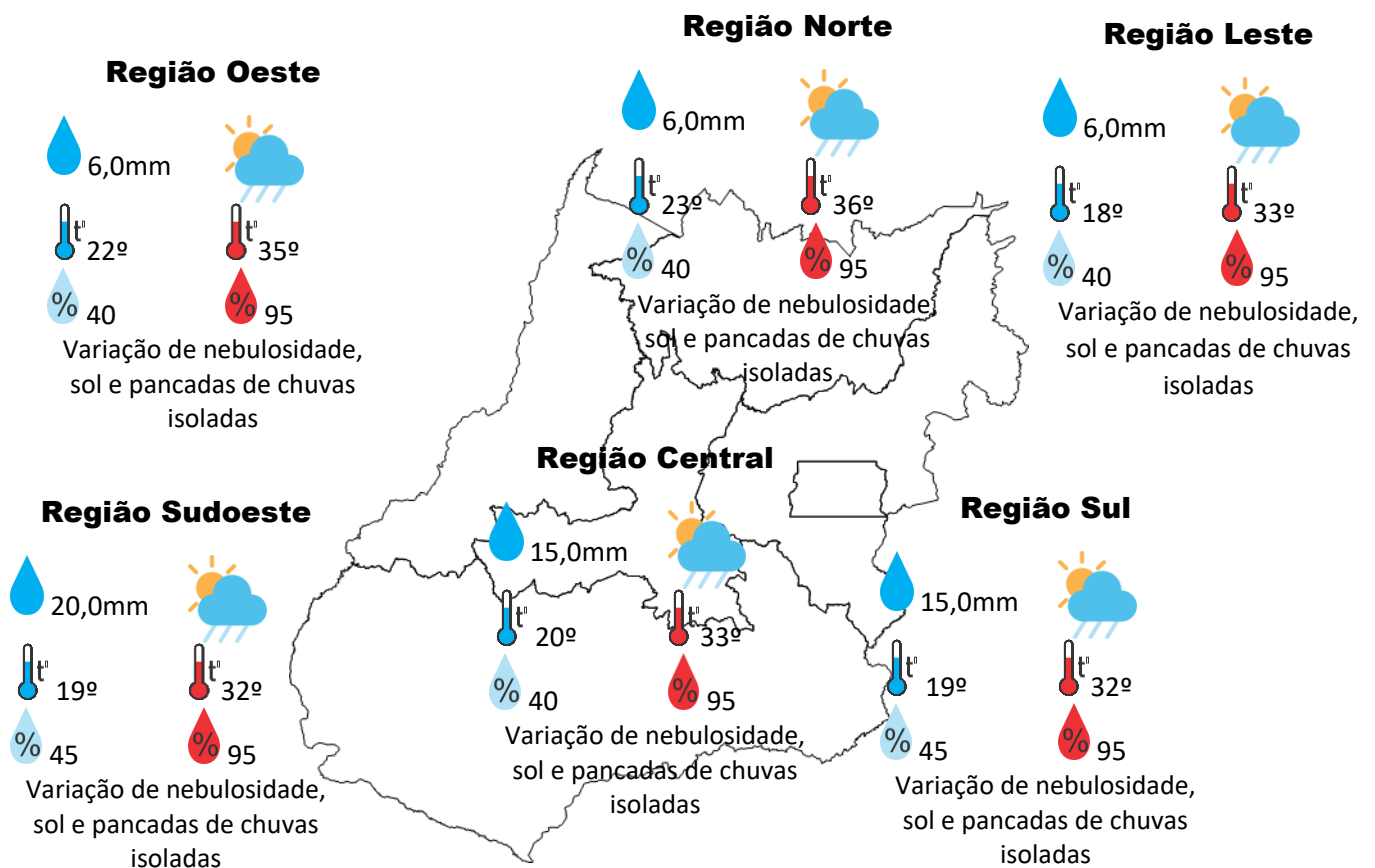 Região Oeste
6,0mm
t°
22º
t°
35º
% 40
% 95
Variação de nebulosidade,
sol e pancadas de chuvas
isoladas
Região Norte
6,0mm
t°
23º
t°
36º
% 40
% 95
Variação de nebulosidade,
sol e pancadas de chuvas
isoladas
Região Leste
6,0mm
t°
18º
t°
33º
% 40
% 95
Variação de nebulosidade,
sol e pancadas de chuvas
isoladas
Região Sudoeste
20,0mm
t°
19º
t°
32º
% 45
% 95
Variação de nebulosidade,
sol e pancadas de chuvas
isoladas
Região Central
15,0mm
t°
20º
t°
33º
% 40
% 95
Variação de nebulosidade,
sol e pancadas de chuvas
isoladas
Região Sul
15,0mm
t°
19º
t°
32º
% 45
% 95
Variação de nebulosidade,
sol e pancadas de chuvas
isoladas